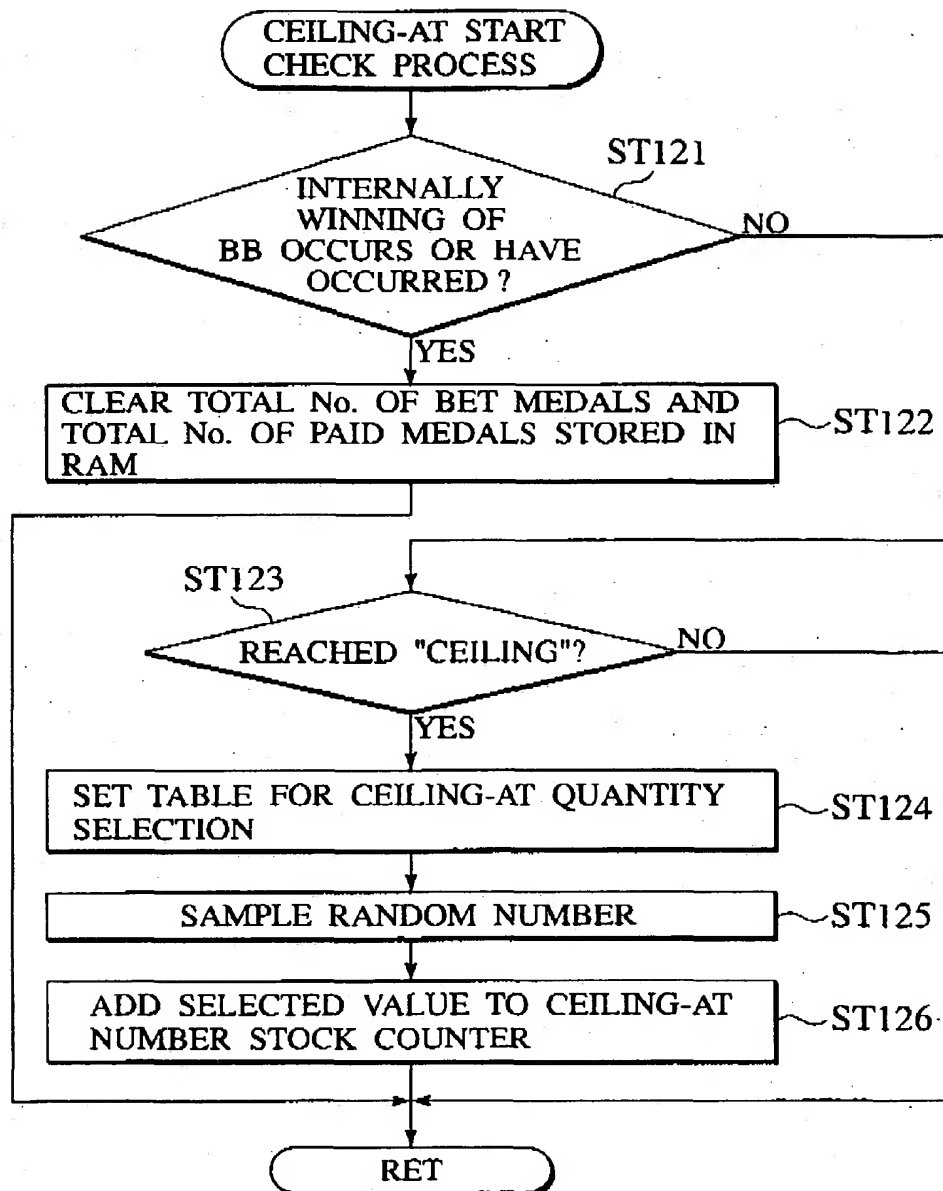 CEILING-AT START
CHECK PROCESS
ST121
INTERNALLY
WINNING OF
BB OCCURS OR HAVE
OCCURRED ?
NO
YES
CLEAR TOTAL No. OF BET MEDALS AND
TOTAL No. OF PAID MEDALS STORED IN
RAM
ST122
ST123
REACHED "CEILING"?
NO
YES
SET TABLE FOR CEILING-AT QUANTITY
SELECTION
ST124
SAMPLE RANDOM NUMBER
ST125
ADD SELECTED VALUE TO CEILING-AT
NUMBER STOCK COUNTER
ST126
RET